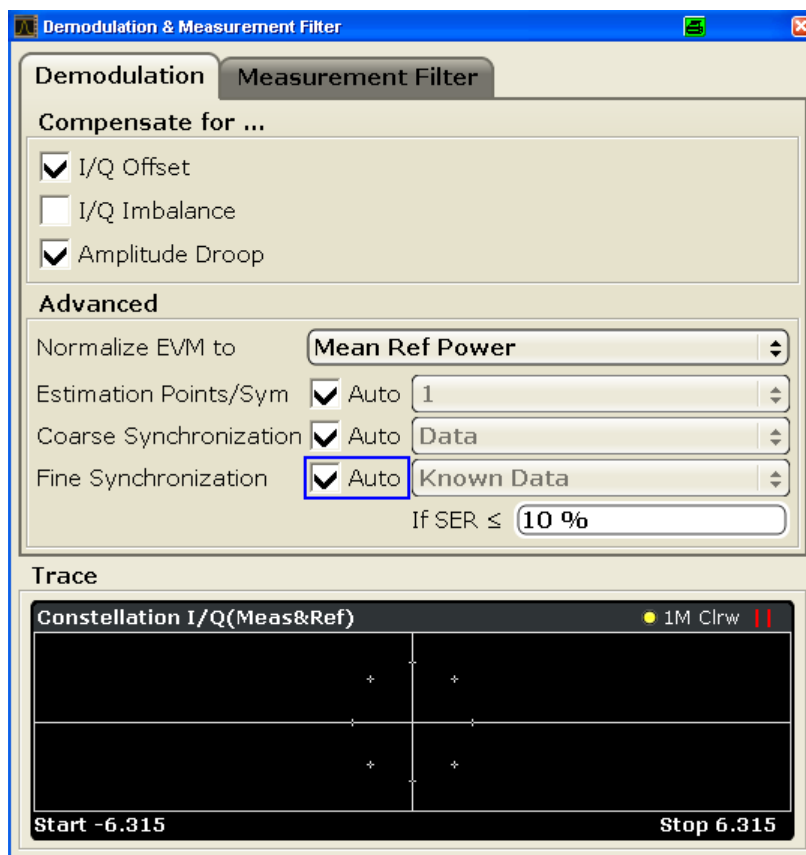 Demodulation & Measurement Filter
Demodulation Measurement Filter
Compensate for ...
I/Q Offset
I/Q Imbalance
Amplitude Droop
Advanced
Normalize EVM to Mean Ref Power
Estimation Points/Sym Auto 1
Coarse Synchronization Auto Data
Fine Synchronization Auto Known Data
If SER ≤ 10 %
Trace
Constellation I/Q(Meas&Ref) 1M Clrw
Start -6.315 Stop 6.315